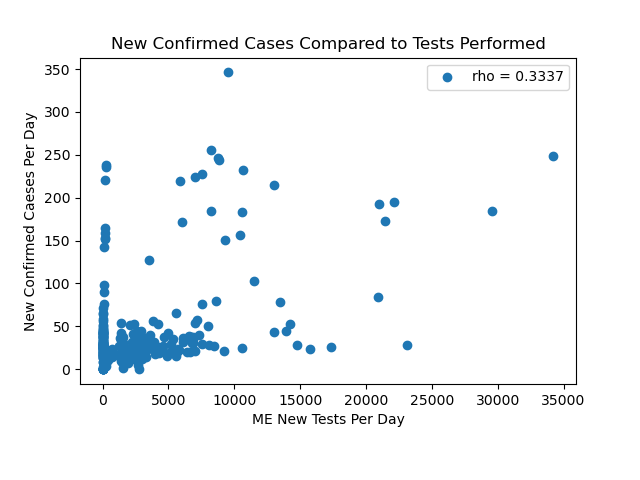 New Confirmed Cases Compared to Tests Performed
rho = 0.3337
New Confirmed Caeses Per Day
350
300
250
200
150
100
50
0
0 5000 10000 15000 20000 25000 30000 35000
ME New Tests Per Day